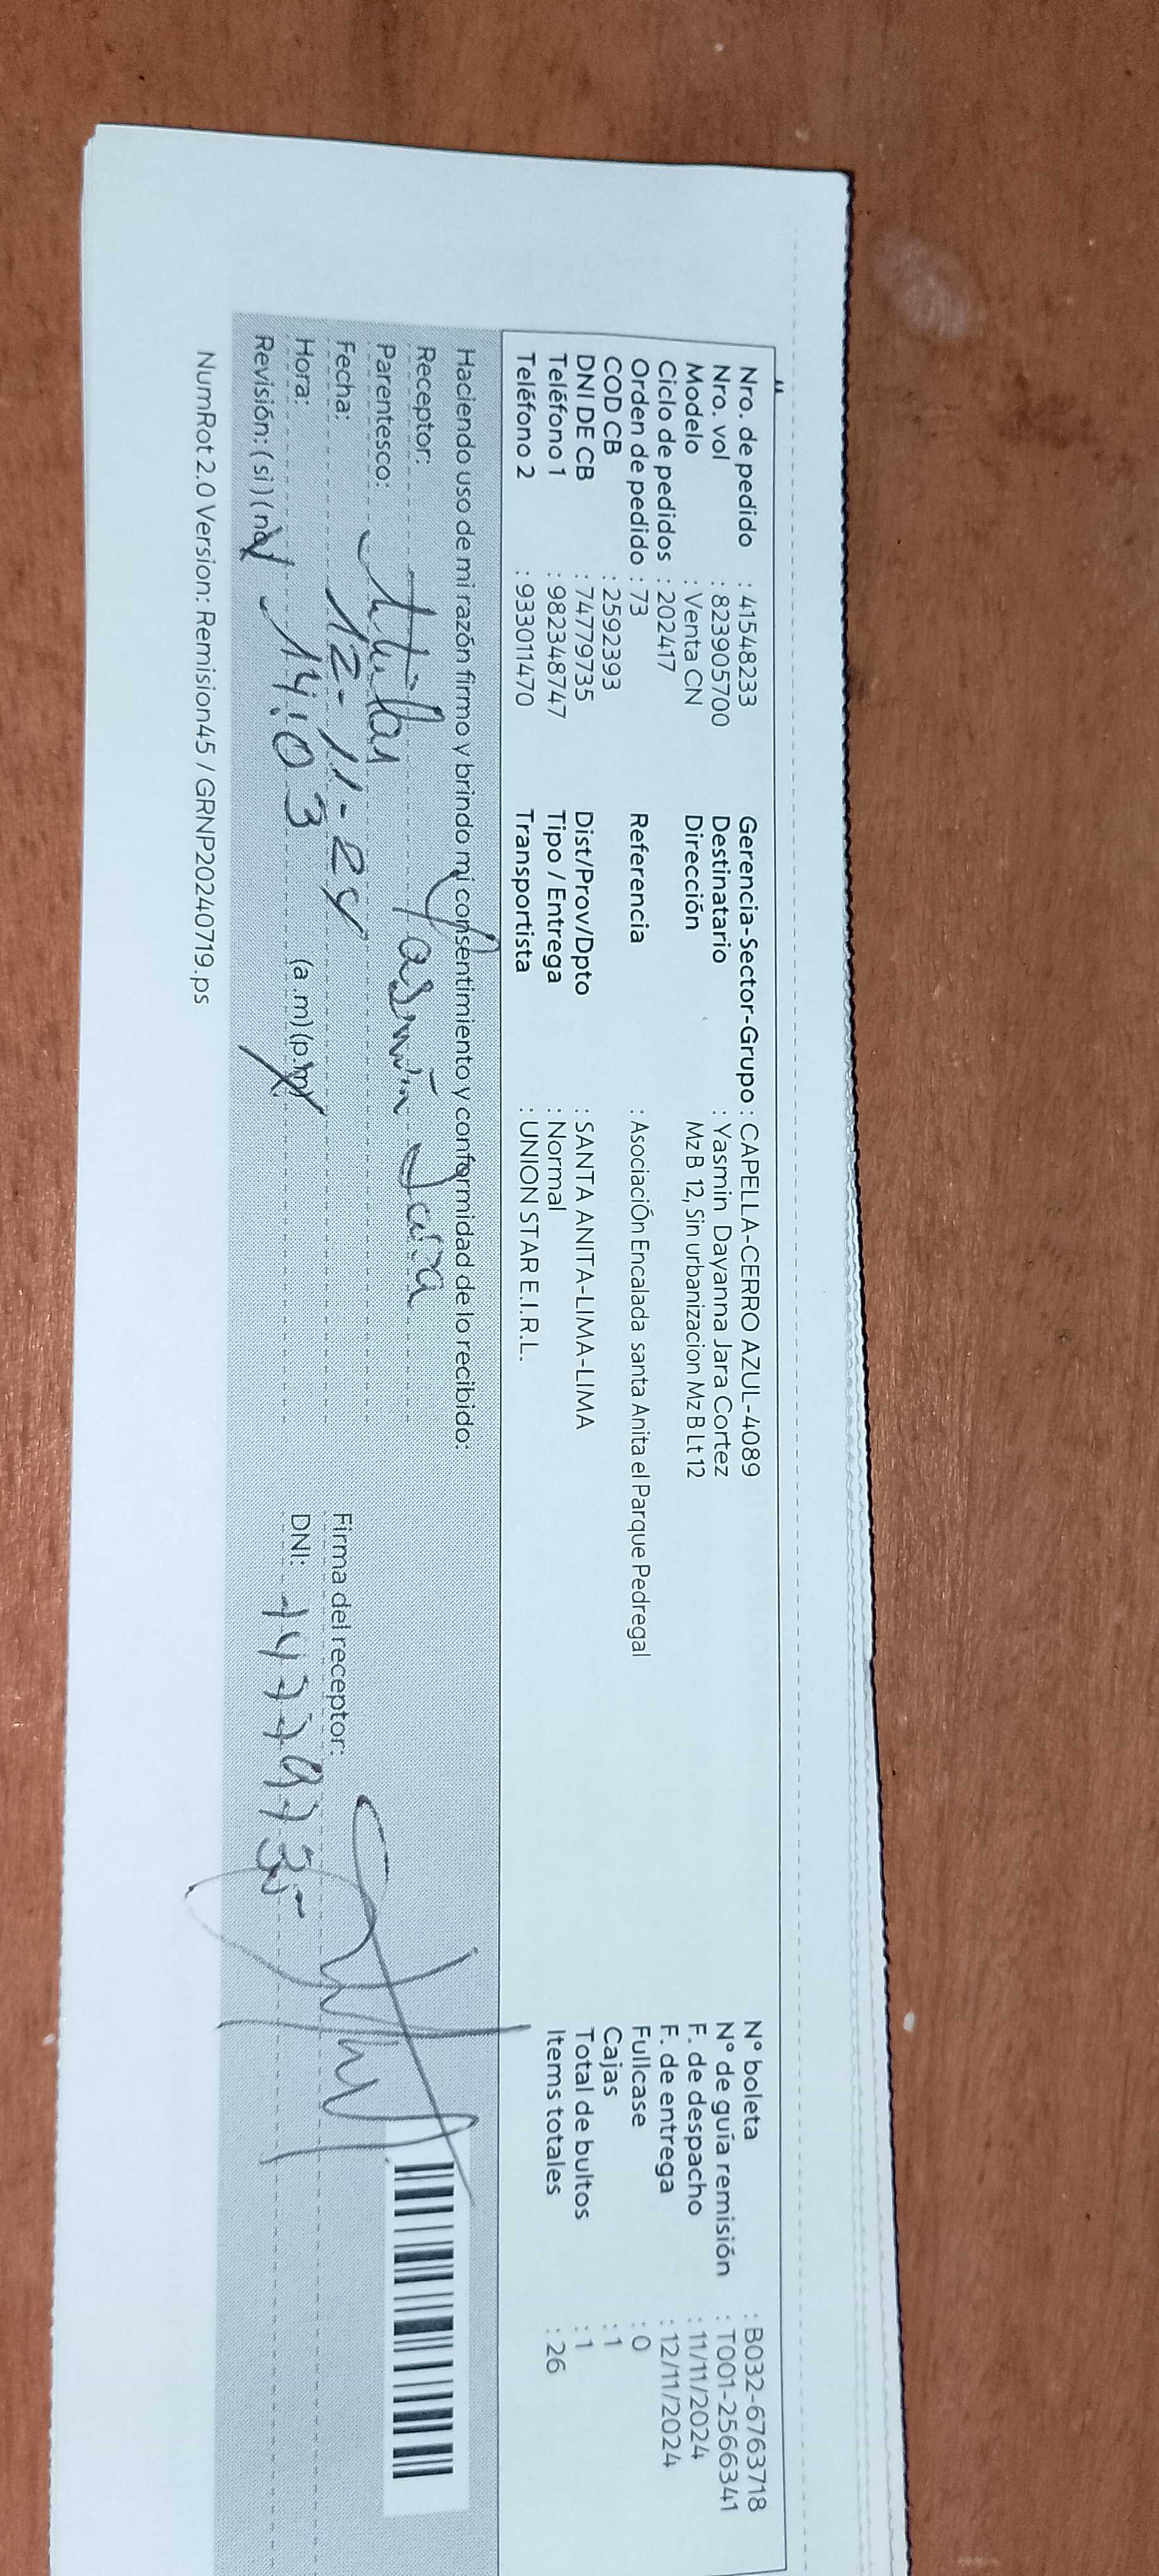 Nro. de pedido : 41548233 Gerencia-Sector-Grupo : CAPELLA-CERRO AZUL-4089 N° boleta : B032-6763718
Nro. vol : 823905700 Destinatario : Yasmin Dayanna Jara Cortez N° de guía remisión : T001-2566341
Modelo : Venta CN Dirección MzB 12, Sin urbanizacion Mz B Lt 12 F. de despacho : 11/11/2024
Ciclo de pedidos : 202417 F. de entrega : 12/11/2024
Orden de pedido : 73 Referencia : AsociaciÓn Encalada santa Anita el Parque Pedregal Fullcase : 0
COD CB : 2592393 Cajas : 1
DNI DE CB : 74779735 Dist/Prov/Dpto : SANTA ANITA-LIMA-LIMA Total de bultos : 1
Teléfono 1 : 982348747 Tipo / Entrega : Normal Items totales : 26
Teléfono 2 : 933011470 Transportista : UNION STAR E.I.R.L.
Haciendo uso de mi razón firmo y brindo mi consentimiento y conformidad de lo recibido:
Receptor: Yasmin Jara
Parentesco: titular
Fecha: 12-11-24 Firma del receptor:
Hora: 14:03 (a.m) (p.m) DNI: 74779735
Revisión: (si) (no)
NumRot 2.0 Version: Remision45 / GRNP20240719.ps